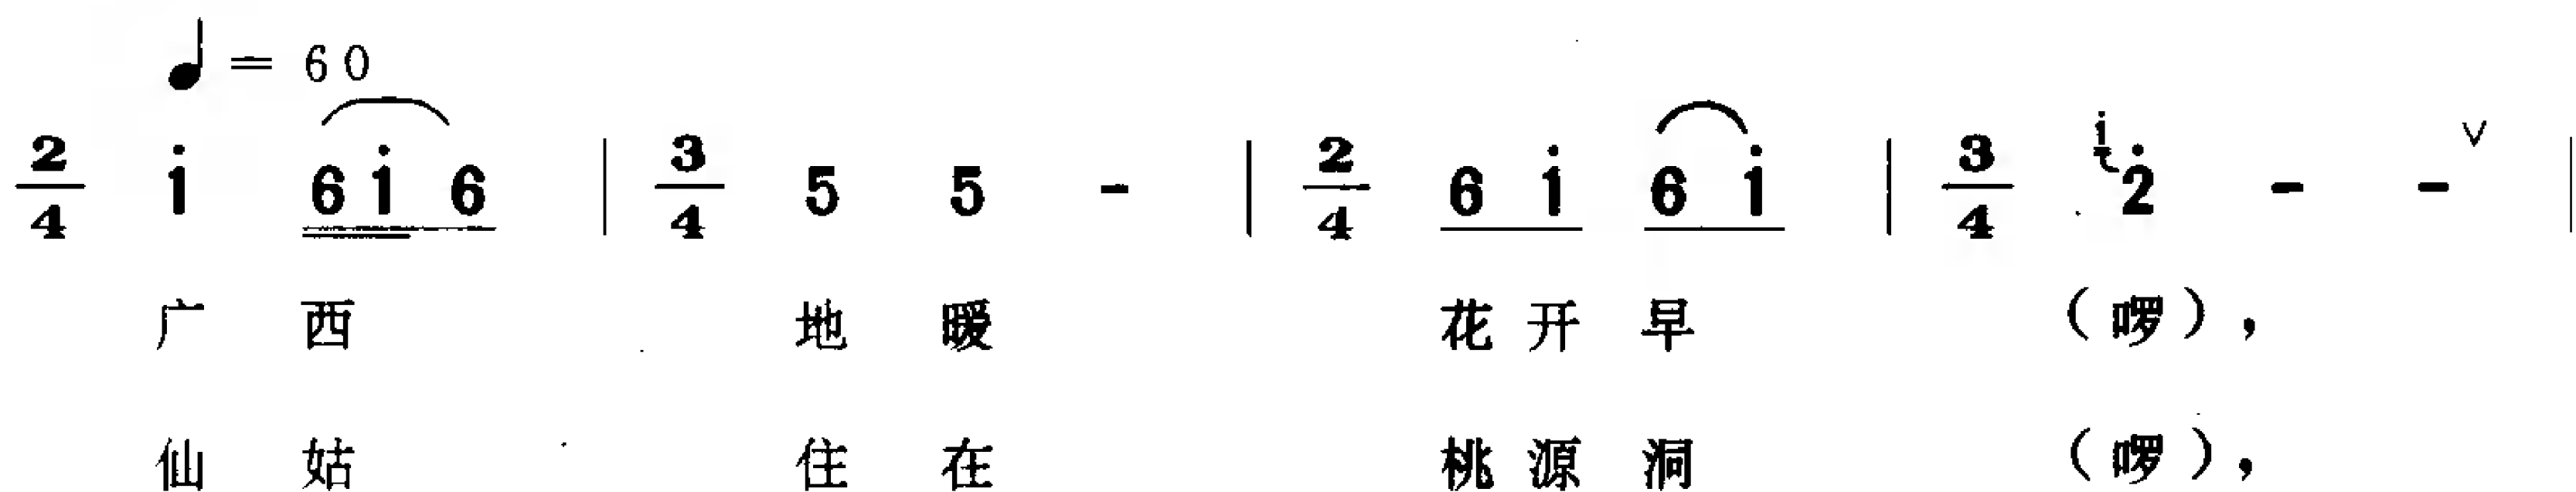 ♩= 60
2/4 i̇ 6 i̇ 6 | 3/4 5 5 - | 2/4 6 i̇ 6 i̇ | 3/4 i̇ 2̇ - - ∨ |
广 西 地 暖 花 开 早 （啰），
仙 姑 住 在 桃 源 洞 （啰），